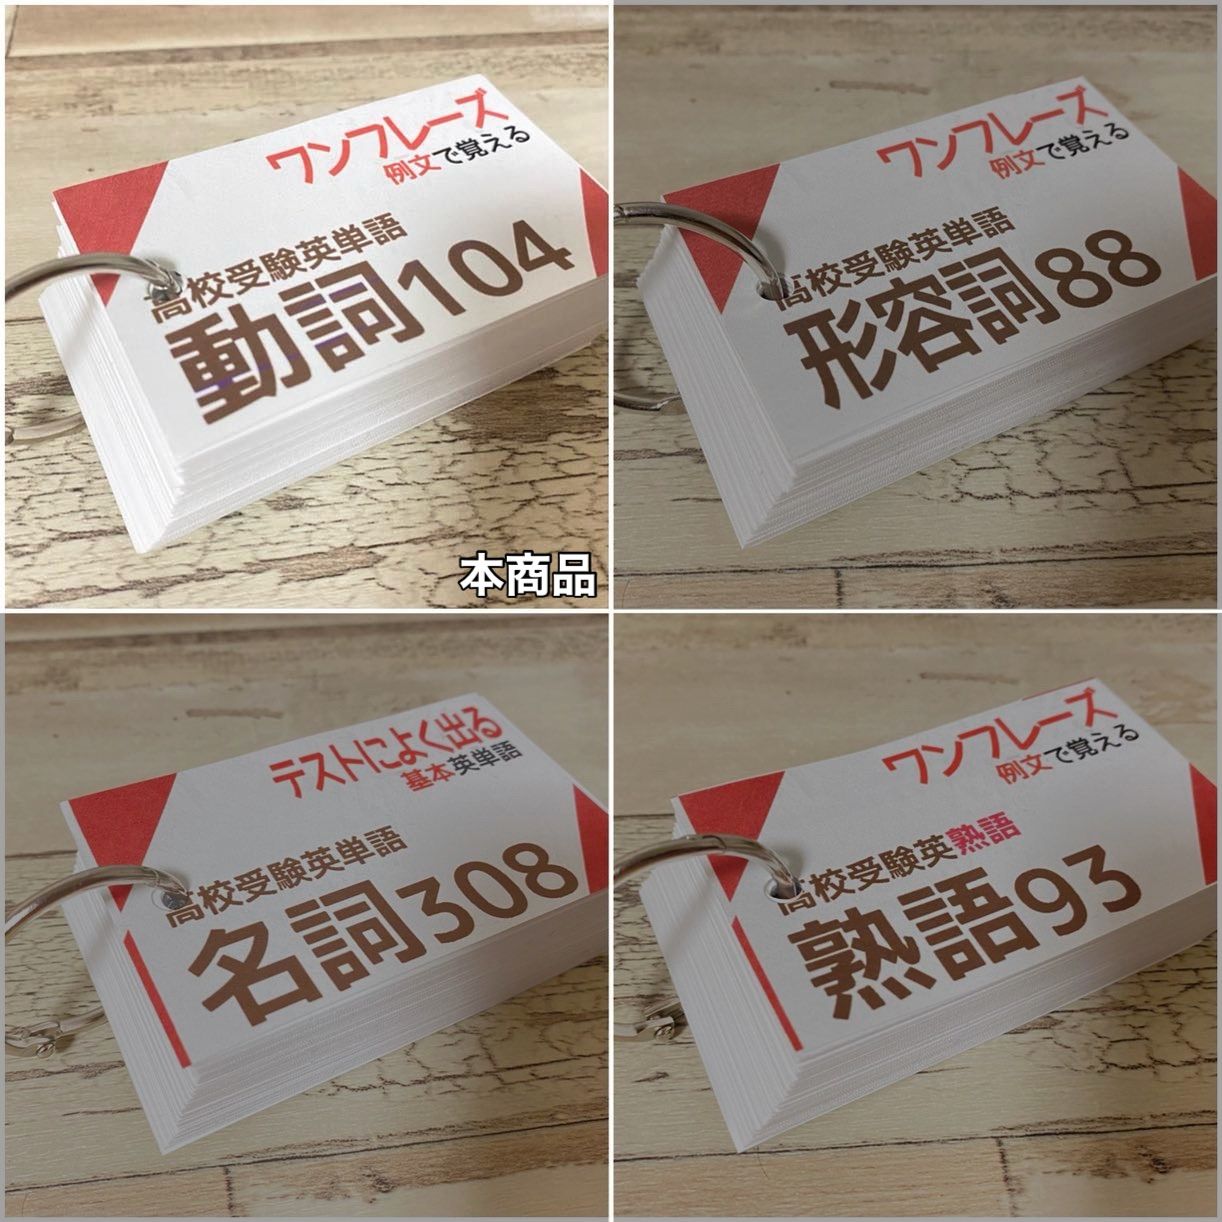 ワンフレーズ
例文で覚える
高校受験英単語
動詞104
本商品
ワンフレーズ
例文で覚える
高校受験英単語
形容詞88
テストによく出る
基本英単語
高校受験英単語
名詞308
ワンフレーズ
例文で覚える
高校受験英熟語
熟語93